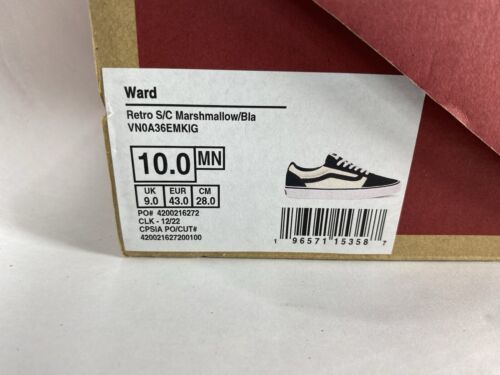 Ward
Retro S/C Marshmallow/Bla
VN0A36EMKIG
10.0 MN
UK EUR CM
9.0 43.0 28.0
PO# 4200216272
CLK - 12/22
CPSIA PO/CUT#
420021627200100
1 96571 15358 7